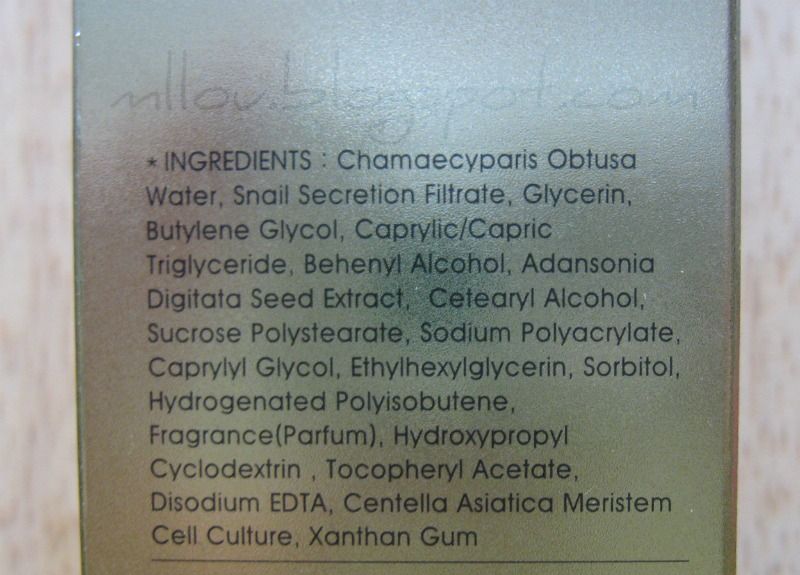 nllov.blogspot.com
* INGREDIENTS : Chamaecyparis Obtusa
Water, Snail Secretion Filtrate, Glycerin,
Butylene Glycol, Caprylic/Capric
Triglyceride, Behenyl Alcohol, Adansonia
Digitata Seed Extract, Cetearyl Alcohol,
Sucrose Polystearate, Sodium Polyacrylate,
Caprylyl Glycol, Ethylhexylglycerin, Sorbitol,
Hydrogenated Polyisobutene,
Fragrance(Parfum), Hydroxypropyl
Cyclodextrin , Tocopheryl Acetate,
Disodium EDTA, Centella Asiatica Meristem
Cell Culture, Xanthan Gum